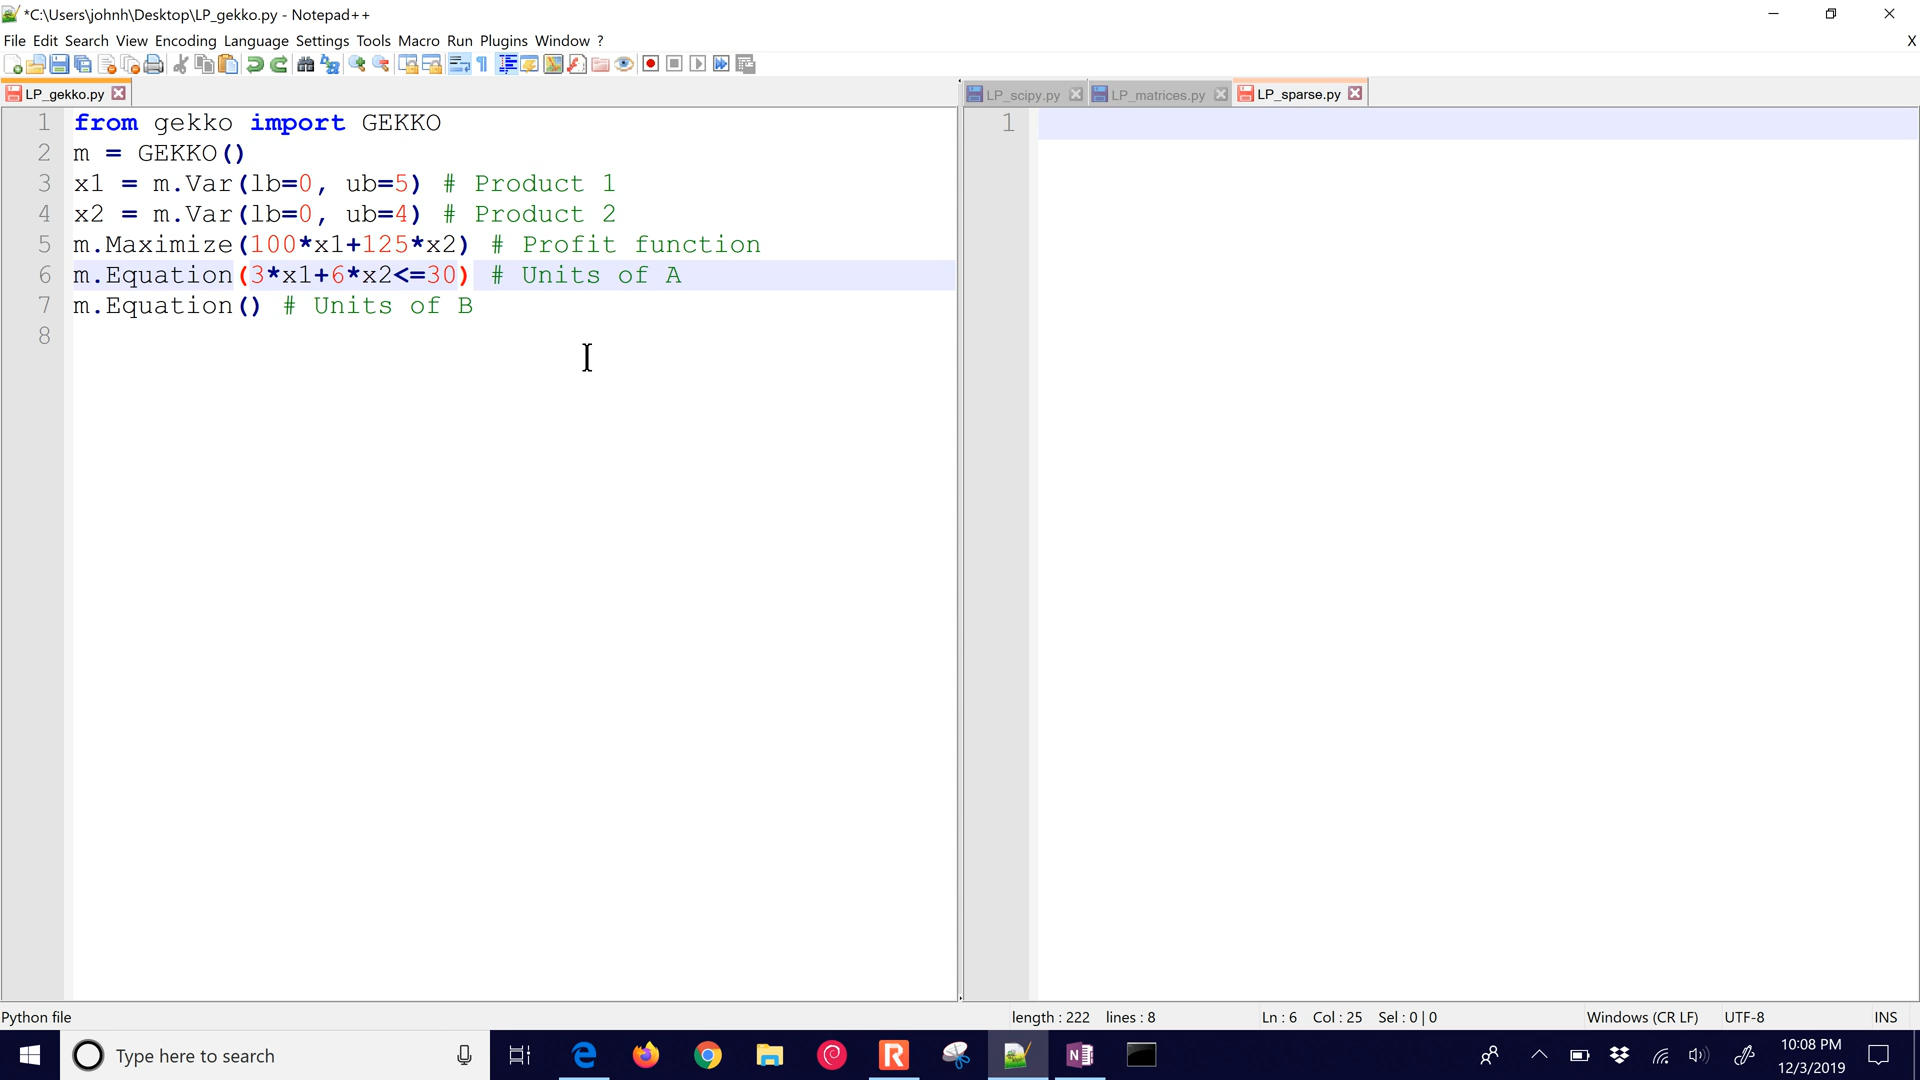 *C:\Users\johnh\Desktop\LP_gekko.py - Notepad++
File Edit Search View Encoding Language Settings Tools Macro Run Plugins Window ? X
LP_gekko.py
LP_scipy.py LP_matrices.py LP_sparse.py
1 from gekko import GEKKO
2 m = GEKKO()
3 x1 = m.Var(lb=0, ub=5) # Product 1
4 x2 = m.Var(lb=0, ub=4) # Product 2
5 m.Maximize(100*x1+125*x2) # Profit function
6 m.Equation(3*x1+6*x2<=30) # Units of A
7 m.Equation() # Units of B
8
1
Python file length : 222 lines : 8 Ln : 6 Col : 25 Sel : 0 | 0 Windows (CR LF) UTF-8 INS
Type here to search
R
N
10:08 PM
12/3/2019